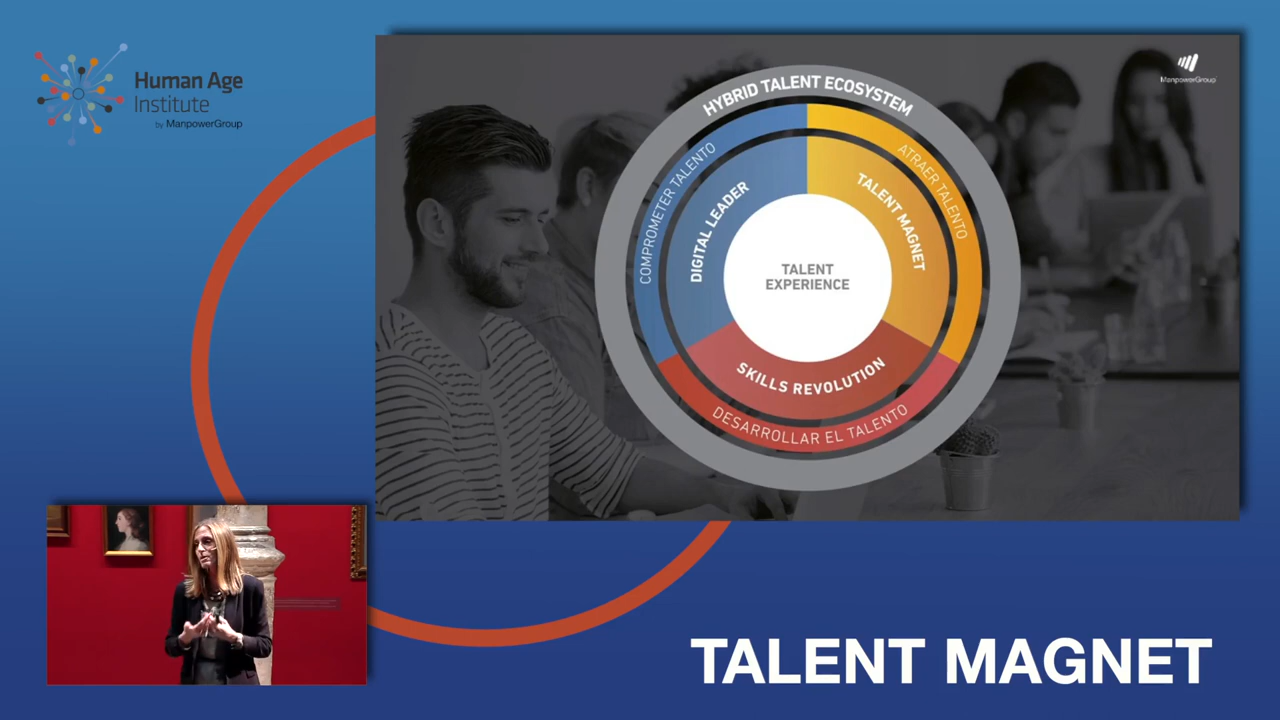 Human Age
Institute
by ManpowerGroup
ManpowerGroup
HYBRID TALENT ECOSYSTEM
COMPROMETER TALENTO
ATRAER TALENTO
DIGITAL LEADER
TALENT MAGNET
TALENT
EXPERIENCE
SKILLS REVOLUTION
DESARROLLAR EL TALENTO
TALENT MAGNET